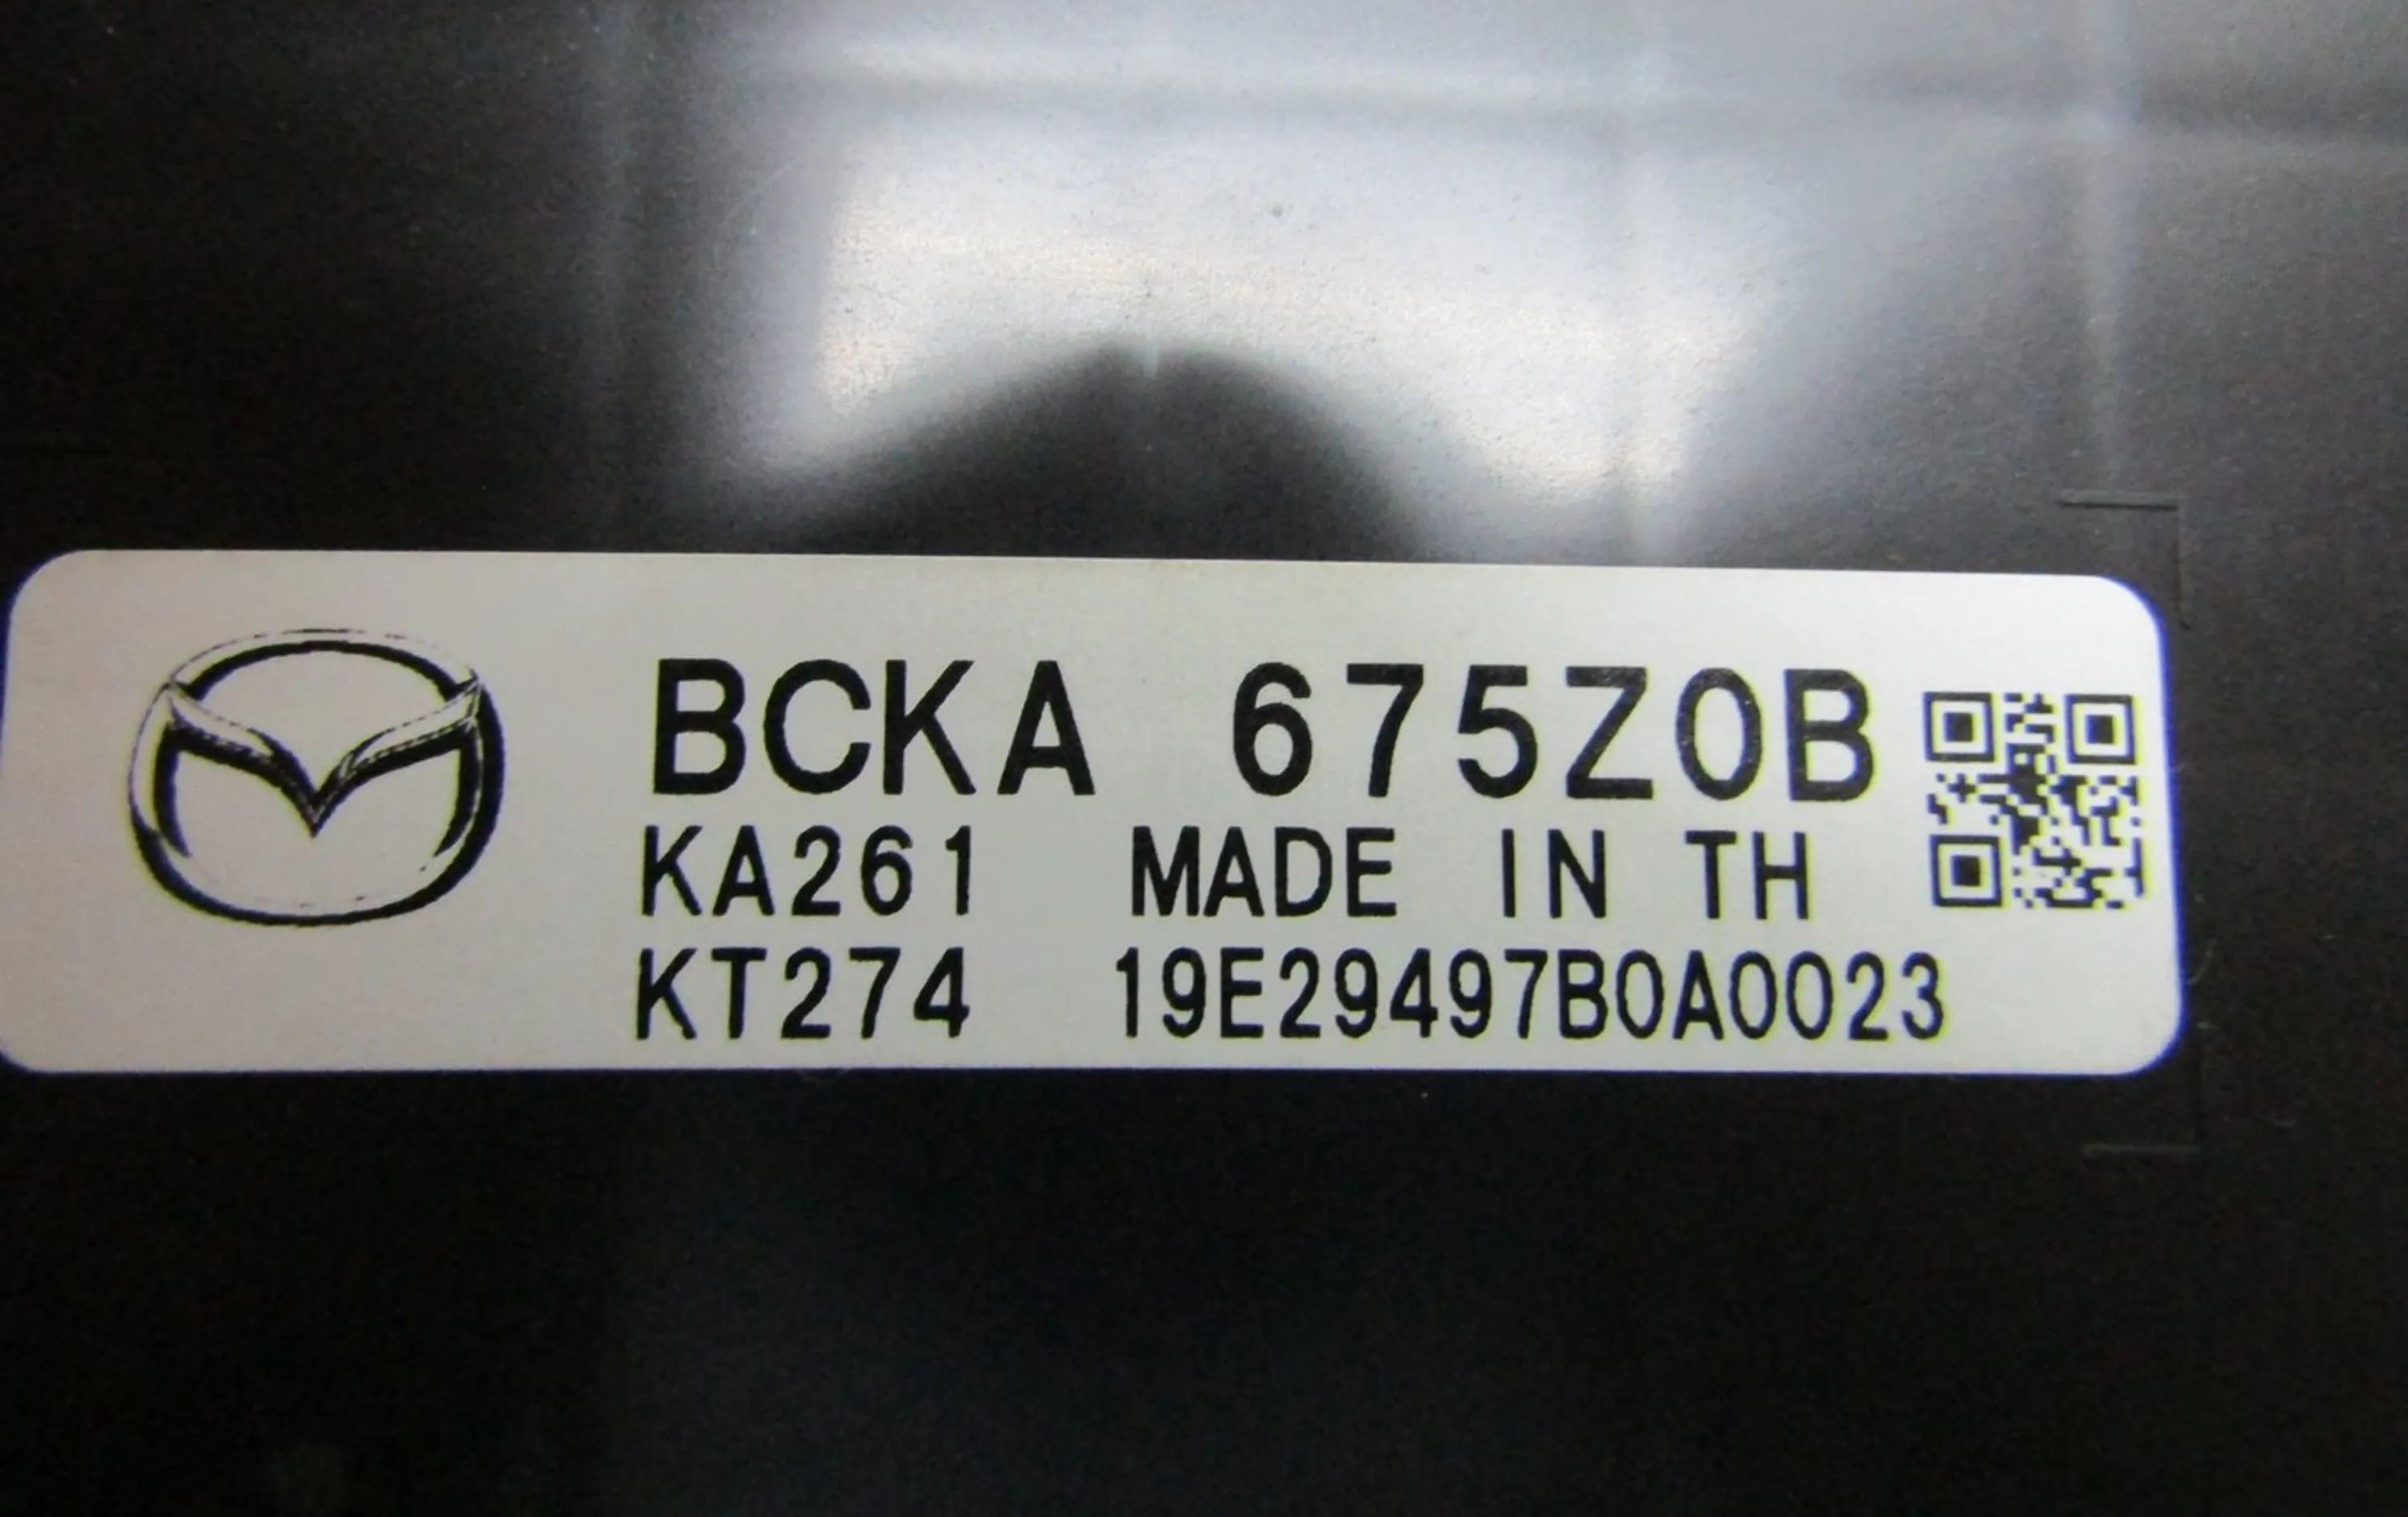 BCKA 675Z0B
KA261 MADE IN TH
KT274 19E29497B0A0023